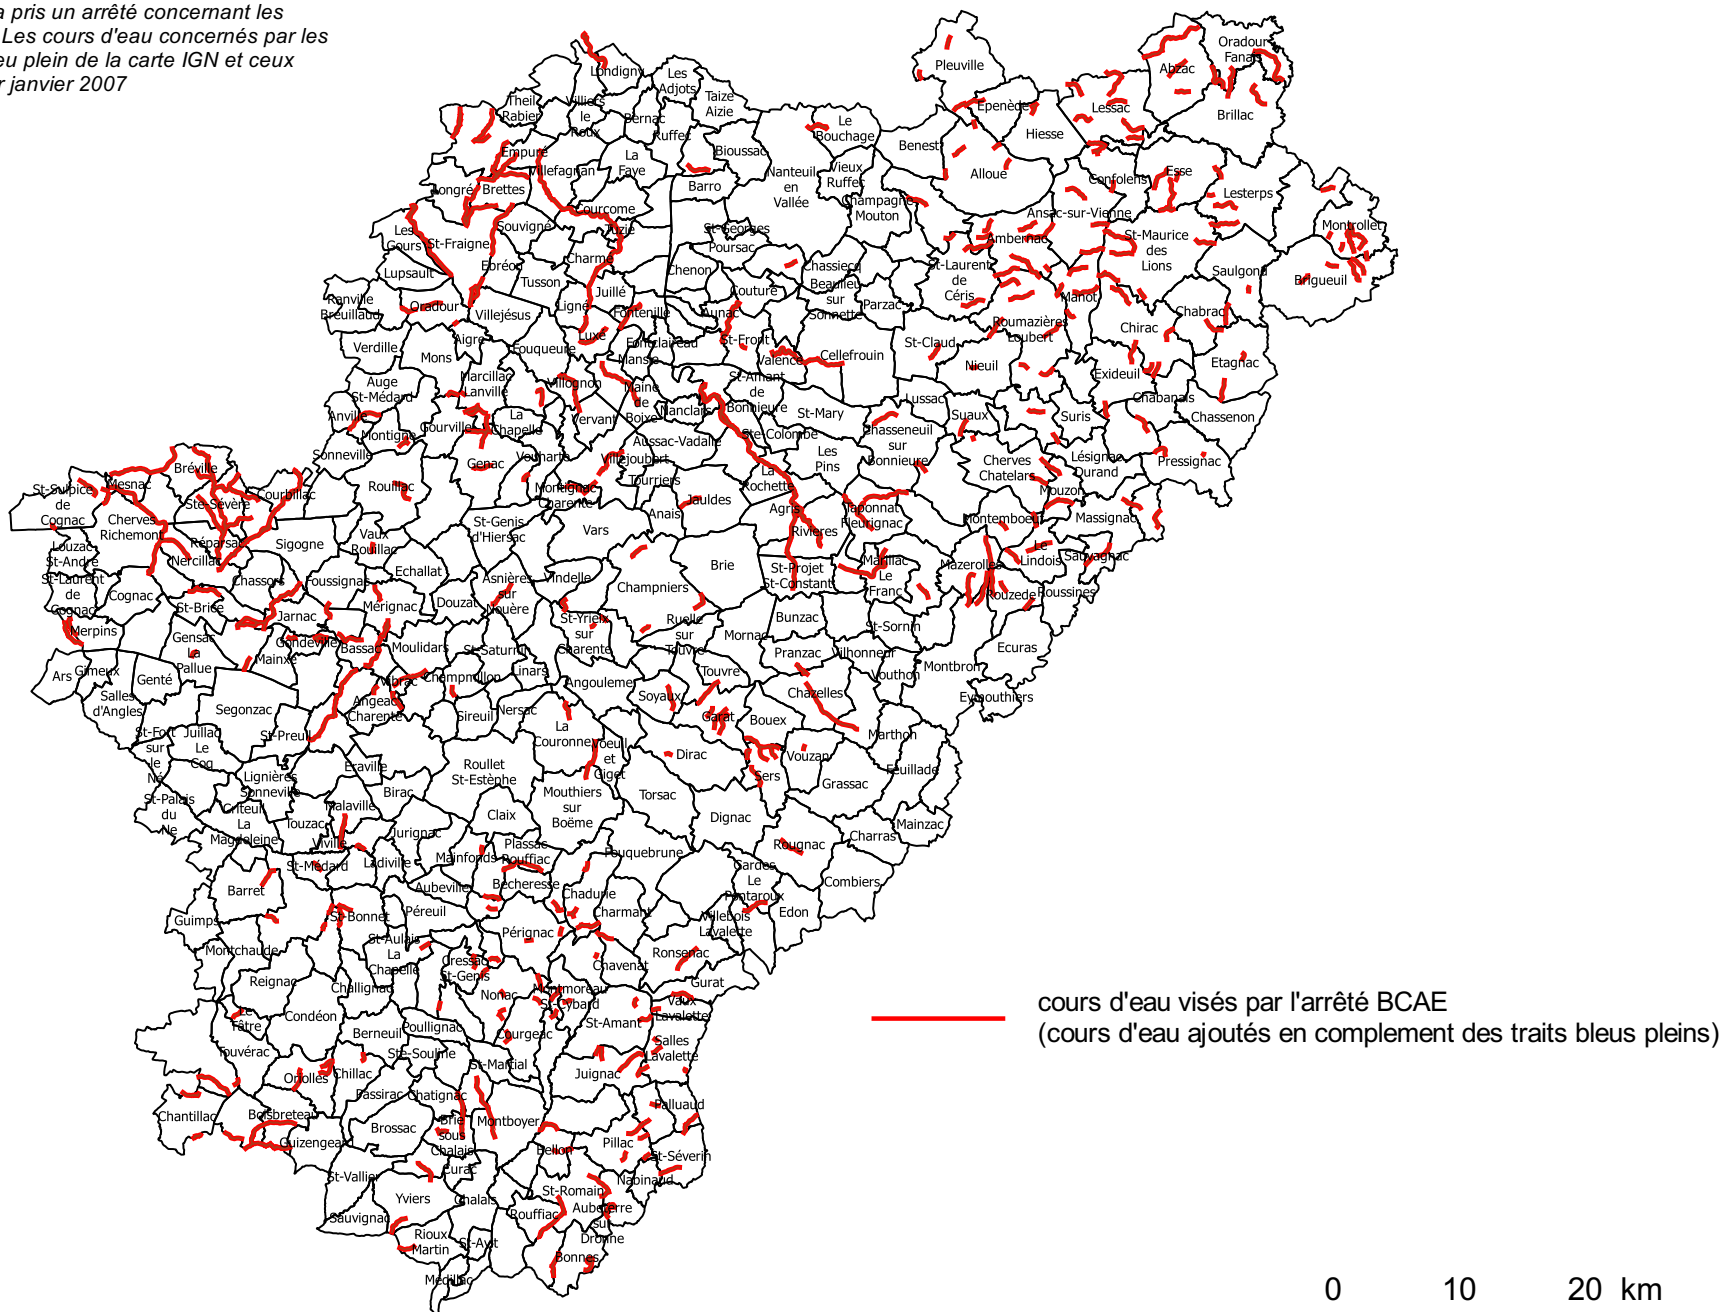 a pris un arrêté concernant les
. Les cours d'eau concernés par les
eu plein de la carte IGN et ceux
r janvier 2007
Pleuville
Oradour
Fanais
Abzac
Londigny
Les
Adjots
Taize
Aizie
Theil
Rabier
Villiers
le
Roux
Bernac
Ruffec
Le
Bouchage
Epenède
Lessac
Brillac
Hiesse
Benest
Alloue
Empuré
Villefagnan
La
Faye
Bioussac
Nanteuil
en
Vallée
Vieux
Ruffec
Champagne
Mouton
Confolens
Esse
Lesterps
Longré
Brettes
Barro
Courcome
Ansac-sur-Vienne
Montrollet
Les
Gours
St-Fraigne
Souvigné
Tuzie
St-Georges
Poursac
Ambernac
St-Maurice
des
Lions
Lupsault
Ebréon
Charmé
Chenon
Chassiecq
St-Laurent
de
Céris
Saulgond
Brigueuil
Tusson
Juillé
Couture
Beaulieu
sur
Sonnette
Parzac
Manot
Ranville
Breuillaud
Oradour
Villejésus
Ligné
Fontenille
Aunac
Chabrac
Roumazières
Loubert
Chirac
Verdille
Aigre
Luxé
Fontclaireau
St-Front
Mons
Fouqueure
Mansle
Valence
Cellefrouin
St-Claud
Nieuil
Exideuil
Etagnac
Auge
St-Médard
Marcillac
Lanville
Villognon
Maine
de
Boixe
St-Amant
de
Bonnieure
Lussac
Chabanais
Chassenon
Anville
Montigné
Gourville
La
Chapelle
Vervant
Nanclars
St-Mary
Chasseneuil
sur
Bonnieure
Suaux
Suris
Ste-Colombe
Aussac-Vadalle
Sonneville
Genac
Vouharte
Villejoubert
Tourriers
Les
Pins
Cherves
Chatelars
Lésignac
Durand
Pressignac
Bréville
Mesnac
Courbillac
Rouillac
Montignac
Charente
Jauldes
La
Rochette
Mouzon
St-Sulpice
de
Cognac
Ste-Sévère
Cherves
Richemont
St-Genis
d'Hiersac
Vars
Anais
Agris
Rivières
Taponnat
Fleurignac
Montemboeuf
Massignac
Louzac
St-André
Réparsac
Nercillac
Sigogne
Vaux
Rouillac
Le
Lindois
Sauvagnac
St-Laurent
de
Cognac
Cognac
Chassors
Foussignac
Echallat
Asnières
sur
Nouère
Vindelle
Champniers
Brie
St-Projet
St-Constant
Marillac
Le
Franc
Mazerolles
Rouzede
Roussines
St-Brice
Jarnac
Mérignac
Douzat
St-Yrieix
sur
Charente
Ruelle
sur
Touvre
Bunzac
St-Sornin
Merpins
Gensac
La
Pallue
Gondeville
Mainxe
Bassac
Moulidars
St-Saturnin
Mornac
Pranzac
Vilhonneur
Ecuras
Ars
Gimeux
Genté
Vibrac
Champmillon
Linars
Angouleme
Touvre
Soyaux
Chazelles
Vouthon
Montbron
Salles
d'Angles
Segonzac
Angeac
Charente
Sireuil
Nersac
Garat
Bouex
Eymouthiers
St-Fort
sur
le
Né
Juillac
Le
Coq
St-Preuil
La
Couronne
Voeuil
et
Giget
Dirac
Vouzan
Marthon
Lignières
Sonneville
Eraville
Birac
Roullet
St-Estèphe
Sers
Grassac
Feuillade
St-Palais
du
Ne
Criteuil
La
Magdeleine
Touzac
Malaville
Mouthiers
sur
Boëme
Torsac
Viville
Jurignac
Claix
Dignac
Charras
Mainzac
St-Médard
Ladiville
Mainfonds
Plassac
Rouffiac
Fouquebrune
Rougnac
Barret
Aubeville
Bécheresse
Chadurie
Gardes
Le
Pontaroux
Combiers
Guimps
St-Bonnet
Péreuil
Charmant
Villebois
Lavalette
Edon
Montchaude
St-Aulais
La
Chapelle
Pérignac
Reignac
Challignac
Cressac
St-Genis
Chavenat
Ronsenac
Gurat
Nonac
Montmoreau
St-Cybard
Vaux
Lavalette
cours d'eau visés par l'arrêté BCAE
(cours d'eau ajoutés en complement des traits bleus pleins)
Le
Tâtre
Condéon
Berneuil
Poullignac
Courgeac
St-Amant
Salles
Lavalette
Touvérac
Ste-Souline
St-Martial
Juignac
Oriolles
Chillac
Passirac
Chatignac
Palluaud
Chantillac
Boisbreteau
Guizengeard
Brossac
Brie
sous
Chalais
Montboyer
Pillac
Bellon
St-Séverin
St-Vallier
Curac
Nabinaud
Yviers
Chalais
St-Romain
Sauvignac
Rouffiac
Aubeterre
sur
Dronne
Rioux
Martin
St-Avit
Bonnes
Médillac
0 10 20 km